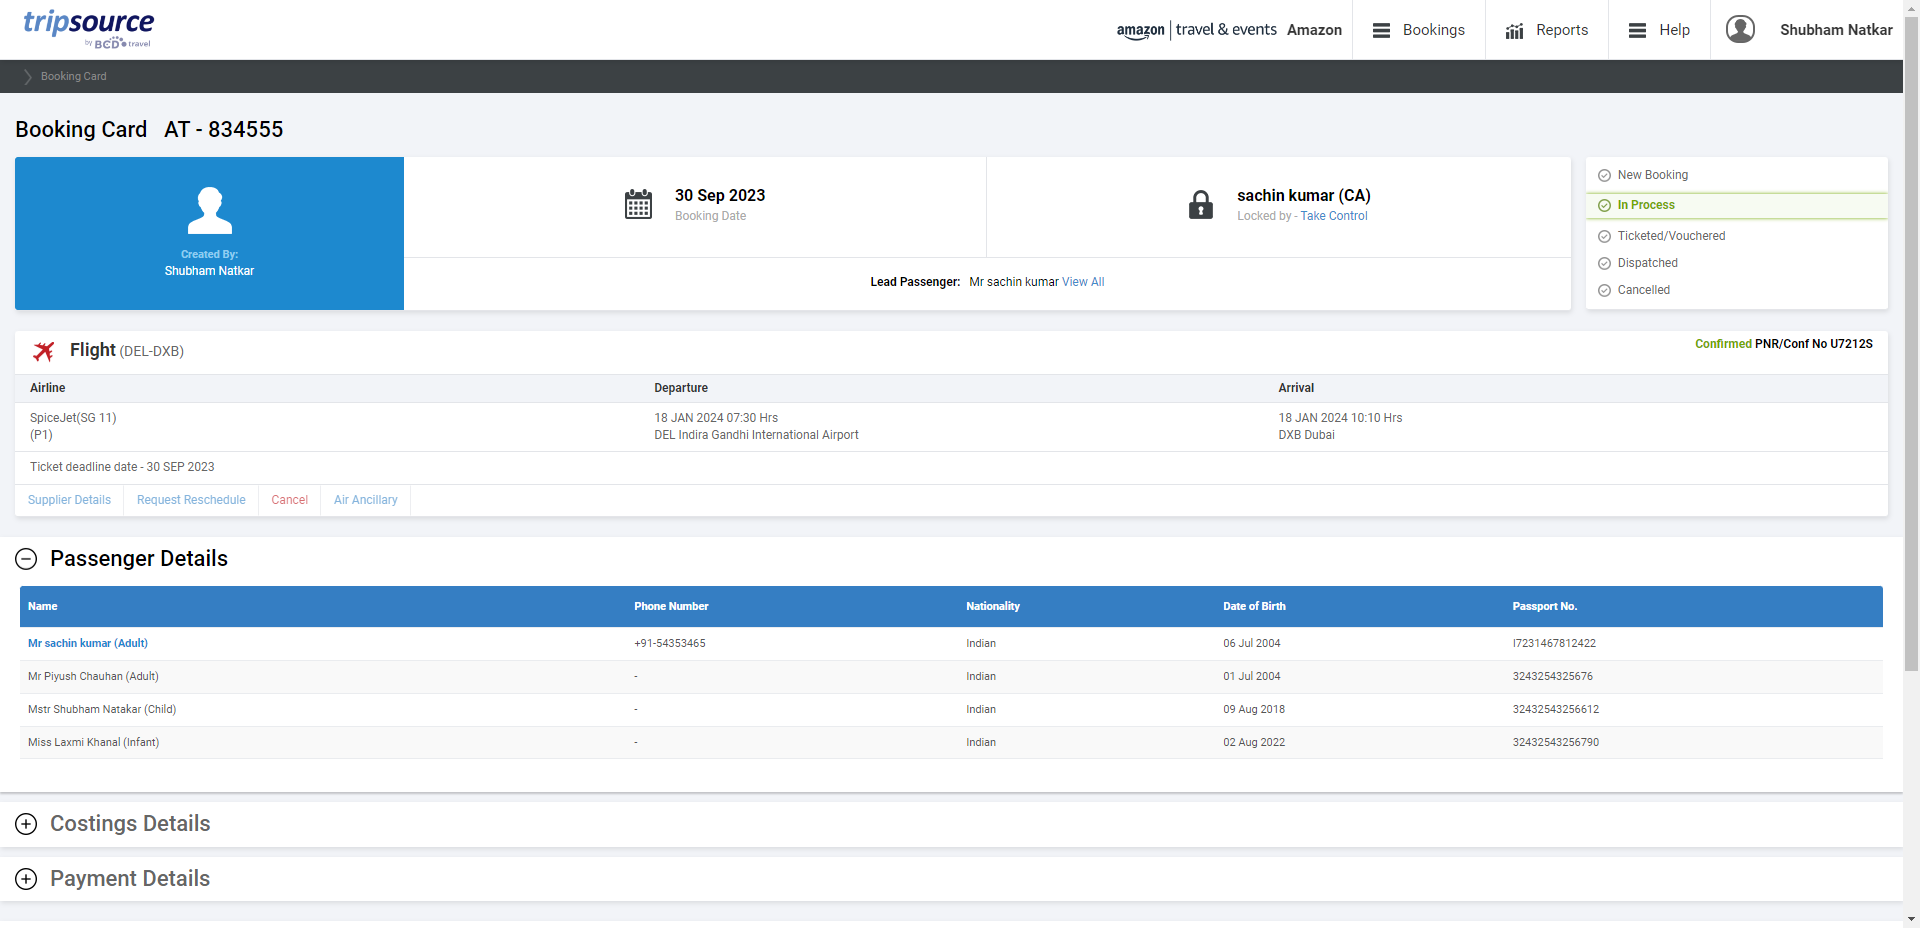 tripsource
by BCD travel
amazon | travel & events Amazon
Bookings
Reports
Help
Shubham Natkar
Booking Card
Booking Card AT - 834555
Created By:
Shubham Natkar
30 Sep 2023
Booking Date
sachin kumar (CA)
Locked by - Take Control
Lead Passenger: Mr sachin kumar View All
New Booking
In Process
Ticketed/Vouchered
Dispatched
Cancelled
Flight (DEL-DXB)
Confirmed PNR/Conf No U7212S
Airline Departure Arrival
SpiceJet(SG 11) 18 JAN 2024 07:30 Hrs 18 JAN 2024 10:10 Hrs
(P1) DEL Indira Gandhi International Airport DXB Dubai
Ticket deadline date - 30 SEP 2023
Supplier Details Request Reschedule Cancel Air Ancillary
Passenger Details
Name Phone Number Nationality Date of Birth Passport No.
Mr sachin kumar (Adult) +91-54353465 Indian 06 Jul 2004 I7231467812422
Mr Piyush Chauhan (Adult) - Indian 01 Jul 2004 3243254325676
Mstr Shubham Natakar (Child) - Indian 09 Aug 2018 32432543256612
Miss Laxmi Khanal (Infant) - Indian 02 Aug 2022 32432543256790
Costings Details
Payment Details